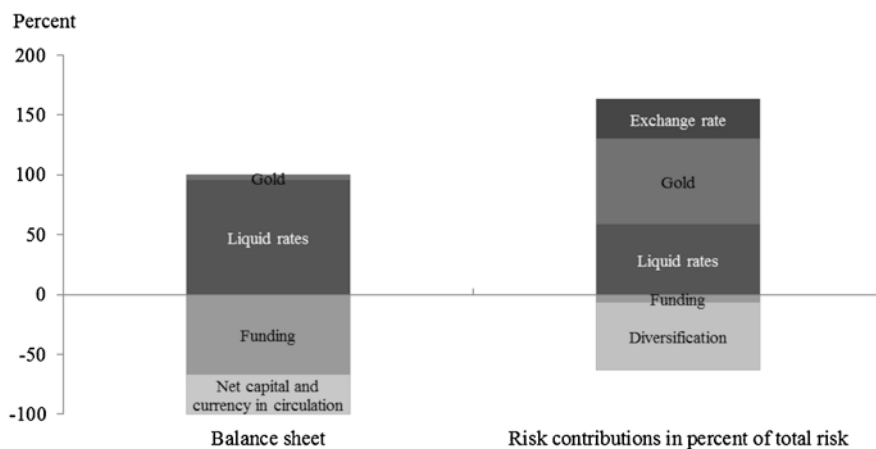 Percent
200
150
100
50
0
-50
-100
Gold
Liquid rates
Funding
Net capital and
currency in circulation
Exchange rate
Gold
Liquid rates
Funding
Diversification
Balance sheet
Risk contributions in percent of total risk